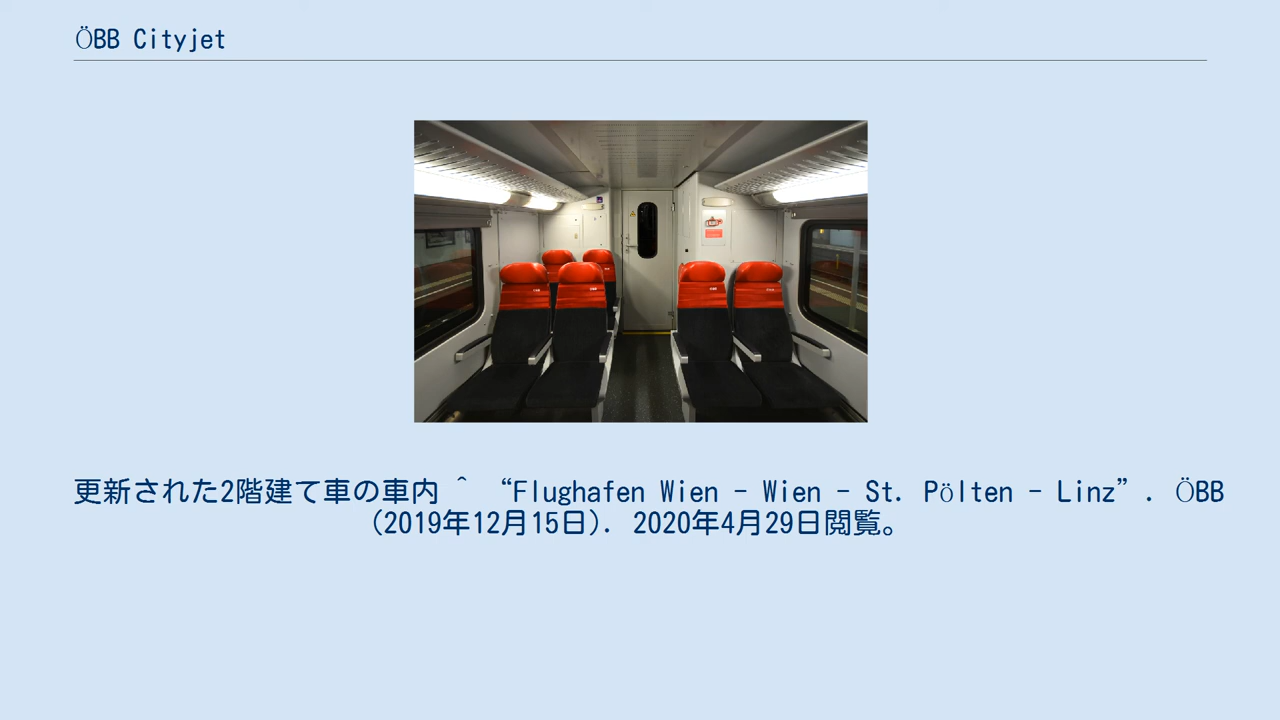 ÖBB Cityjet
更新された2階建て車の車内 ^ “Flughafen Wien - Wien - St. Pölten - Linz”. ÖBB
(2019年12月15日). 2020年4月29日閲覧。